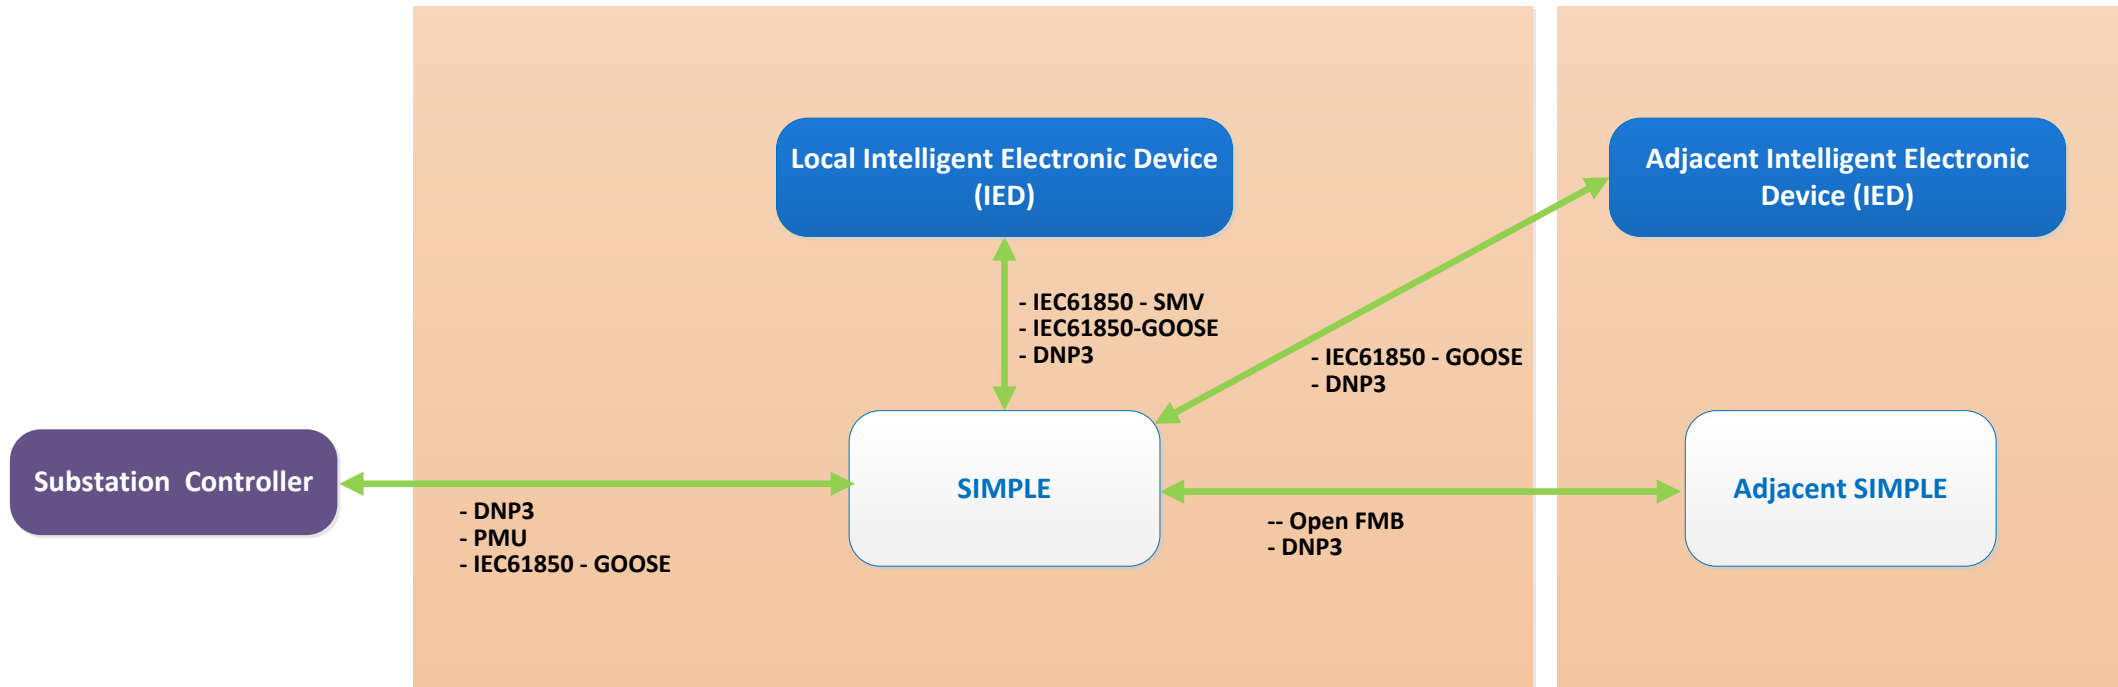 Local Intelligent Electronic Device
(IED)
Adjacent Intelligent Electronic
Device (IED)
- IEC61850 - SMV
- IEC61850-GOOSE
- DNP3
- IEC61850 - GOOSE
- DNP3
Substation  Controller
SIMPLE
Adjacent SIMPLE
- DNP3
- PMU
- IEC61850 - GOOSE
-- Open FMB
- DNP3